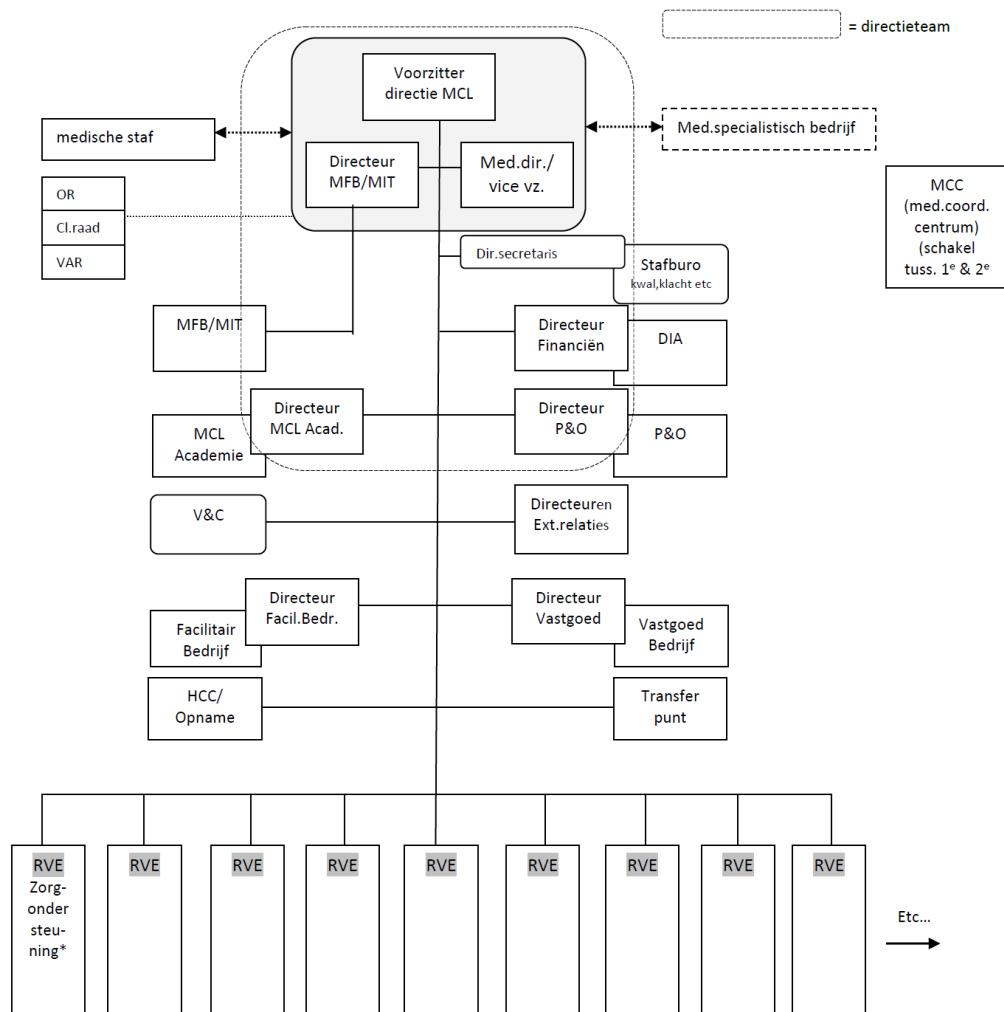 = directieteam
Voorzitter
directie MCL
medische staf
Med.specialistisch bedrijf
Directeur
MFB/MIT
Med.dir./
vice vz.
MCC
(med.coord.
centrum)
(schakel
tuss. 1e & 2e
OR
Cl.raad
VAR
Dir.secretaris
Stafburo
kwal,klacht etc
MFB/MIT
Directeur
Financiën
DIA
Directeur
MCL Acad.
Directeur
P&O
MCL
Academie
P&O
V&C
Directeuren
Ext.relaties
Directeur
Facil.Bedr.
Directeur
Vastgoed
Facilitair
Bedrijf
Vastgoed
Bedrijf
HCC/
Opname
Transfer
punt
RVE
Zorg-
onder
steu-
ning*
RVE
RVE
RVE
RVE
RVE
RVE
RVE
RVE
Etc...